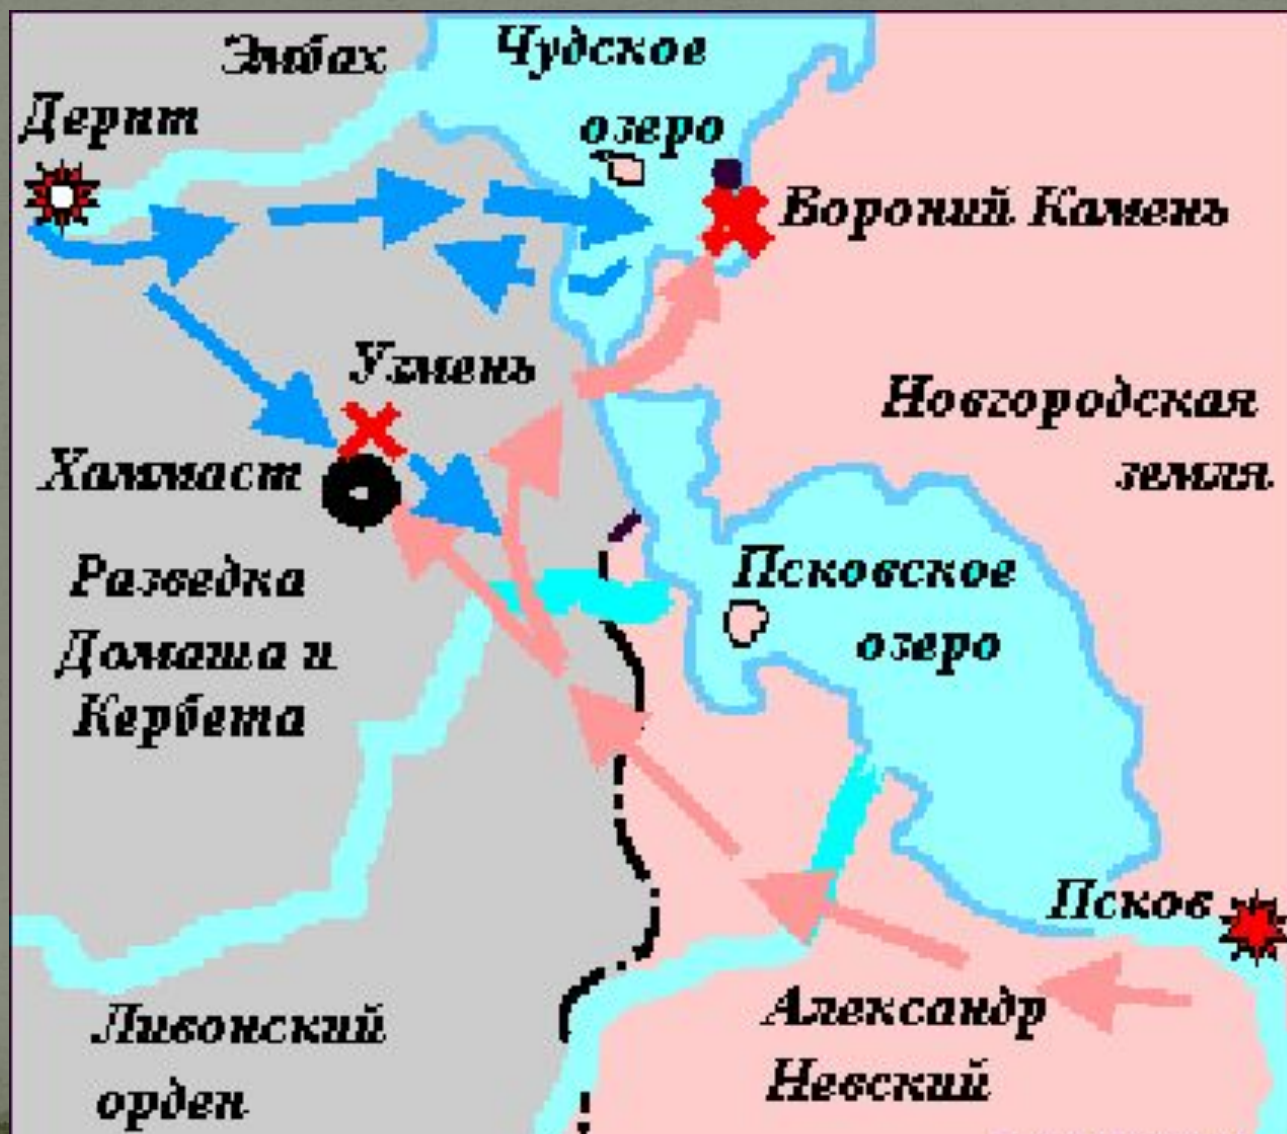 Эмбах
Чудское
озеро
Дерпт
Вороний Камень
Узмень
Новгородская
земля
Хаммаст
Разведка
Домаша и
Кербета
Псковское
озеро
Псков
Александр
Невский
Ливонский
орден